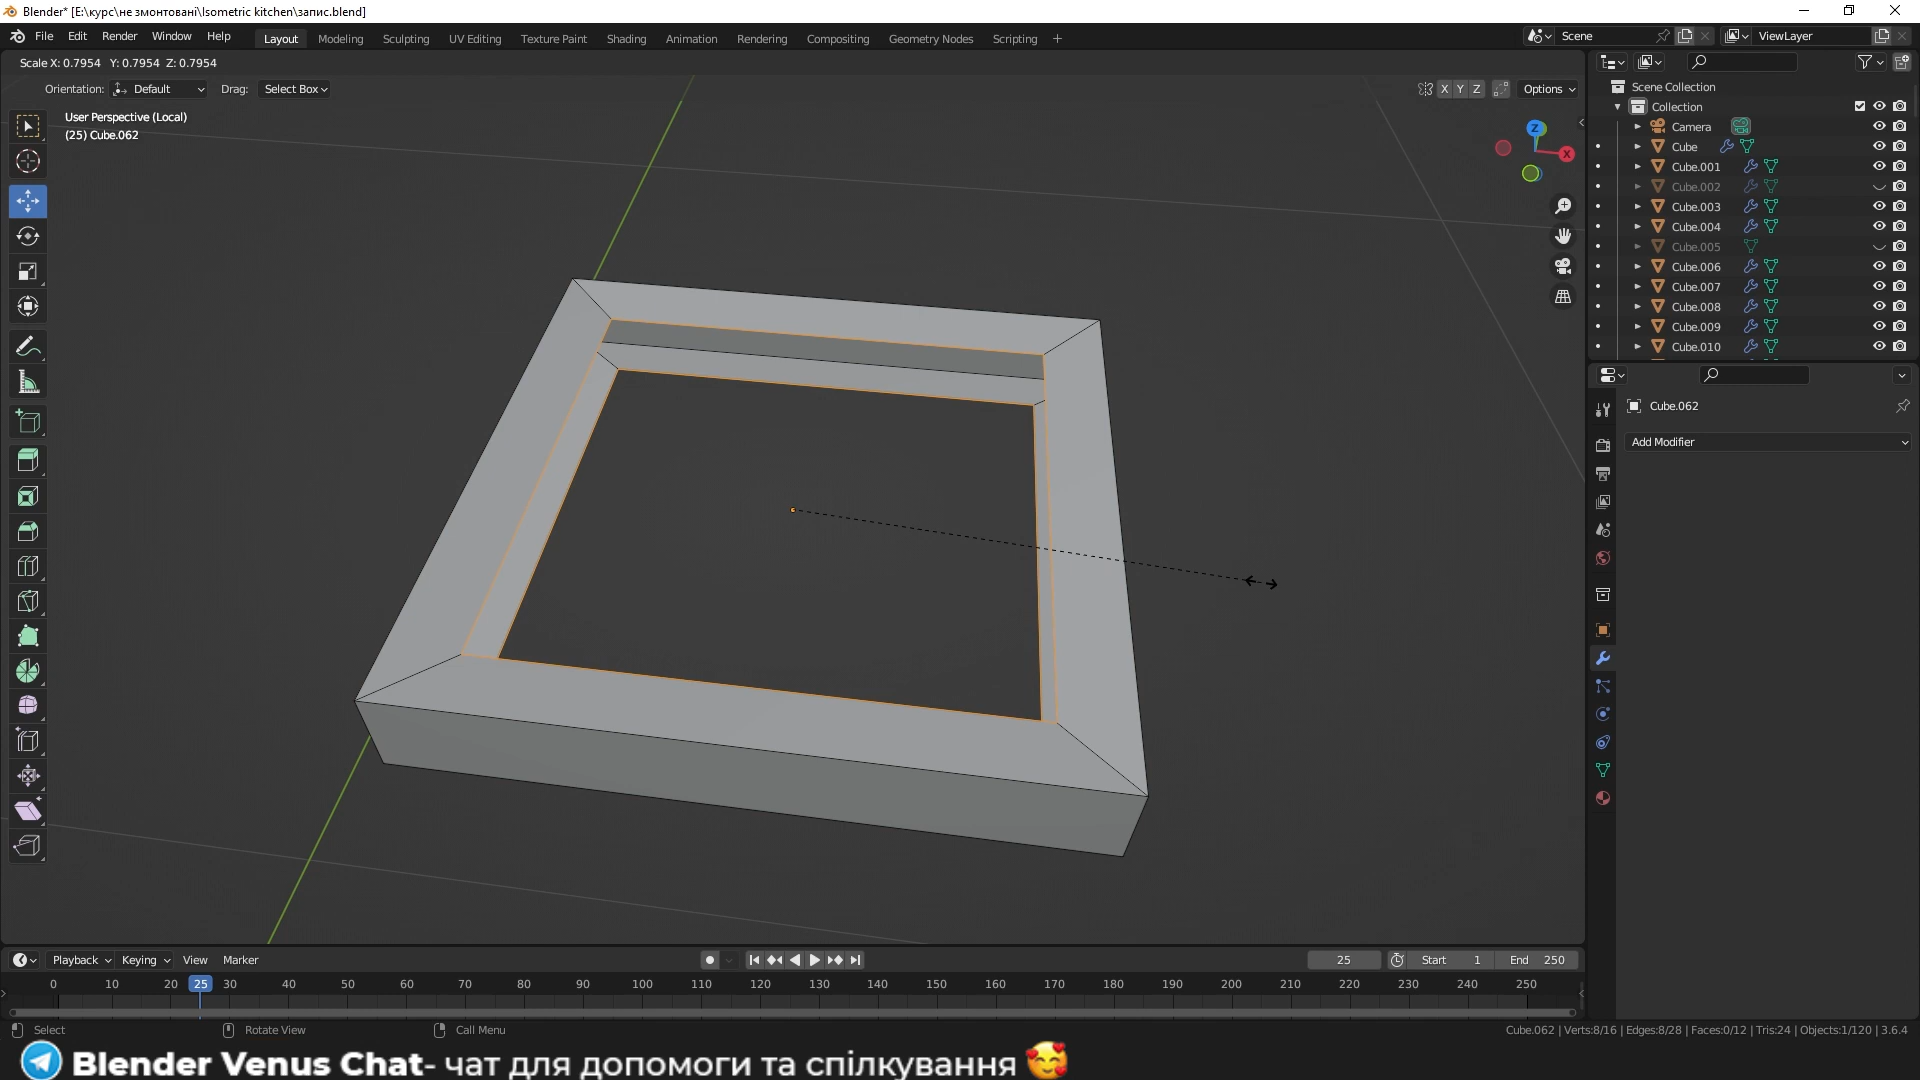 Blender* [E:\курс\не змонтовані\Isometric kitchen\запис.blend]
File Edit Render Window Help Layout Modeling Sculpting UV Editing Texture Paint Shading Animation Rendering Compositing Geometry Nodes Scripting + Scene ViewLayer
Scale X: 0.7954 Y: 0.7954 Z: 0.7954
Orientation: Default Drag: Select Box X Y Z Options
User Perspective (Local)
(25) Cube.062
Z
X
Scene Collection
Collection
Camera
Cube
Cube.001
Cube.002
Cube.003
Cube.004
Cube.005
Cube.006
Cube.007
Cube.008
Cube.009
Cube.010
Cube.062
Add Modifier
Playback Keying View Marker 25 Start 1 End 250
0 10 20 25 30 40 50 60 70 80 90 100 110 120 130 140 150 160 170 180 190 200 210 220 230 240 250
Select Rotate View Call Menu Cube.062 | Verts:8/16 | Edges:8/28 | Faces:0/12 | Tris:24 | Objects:1/120 | 3.6.4
Blender Venus Chat- чат для допомоги та спілкування 🥰